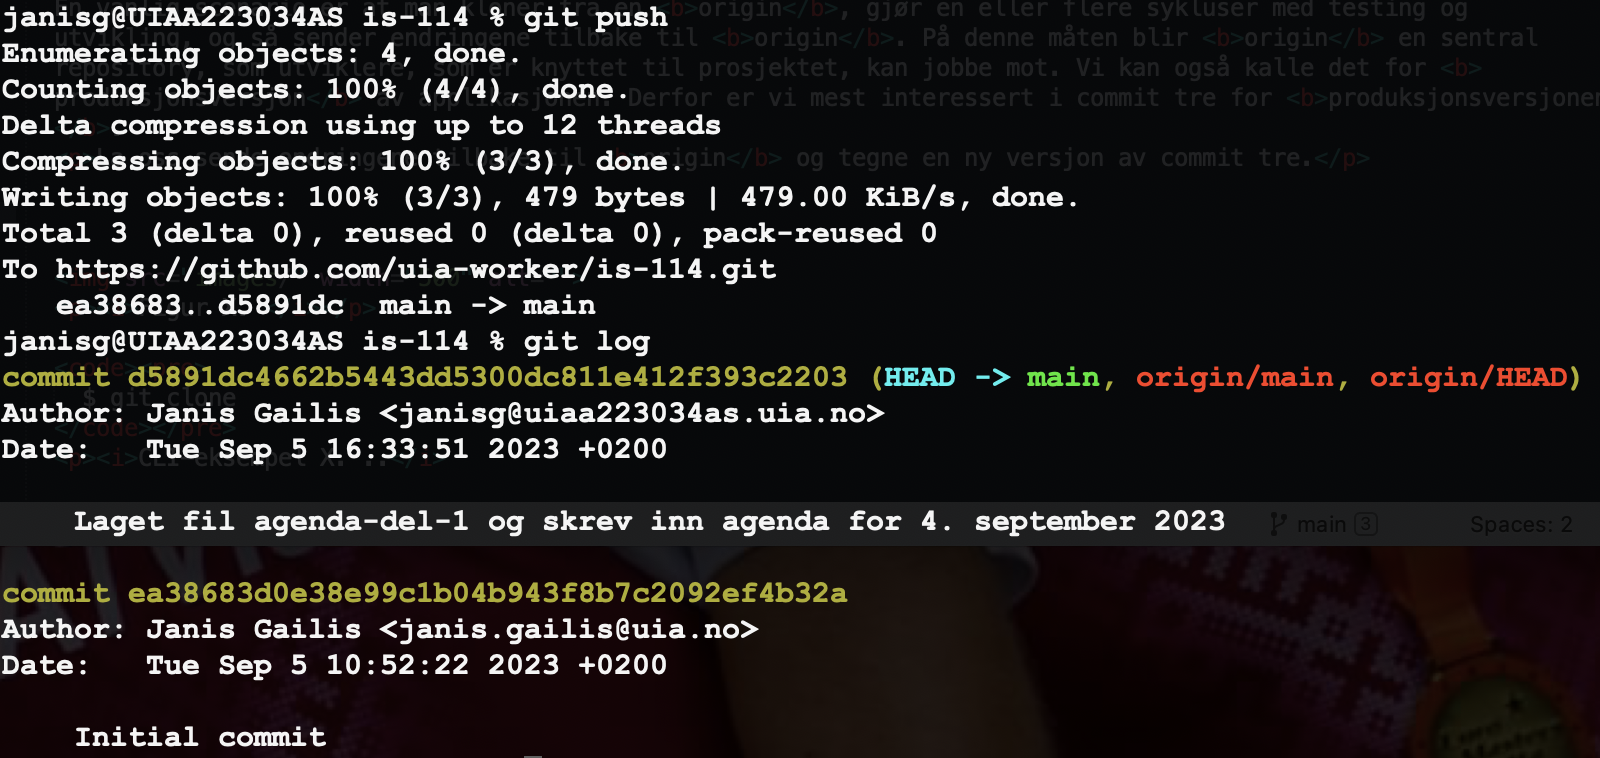 janisg@UIAA223034AS is-114 % git push
Enumerating objects: 4, done.
Counting objects: 100% (4/4), done.
Delta compression using up to 12 threads
Compressing objects: 100% (3/3), done.
Writing objects: 100% (3/3), 479 bytes | 479.00 KiB/s, done.
Total 3 (delta 0), reused 0 (delta 0), pack-reused 0
To https://github.com/uia-worker/is-114.git
ea38683..d5891dc main -> main
janisg@UIAA223034AS is-114 % git log
commit d5891dc4662b5443dd5300dc811e412f393c2203 (HEAD -> main, origin/main, origin/HEAD)
Author: Janis Gailis <janisg@uiaa223034as.uia.no>
Date: Tue Sep 5 16:33:51 2023 +0200
Laget fil agenda-del-1 og skrev inn agenda for 4. september 2023
main 3 Spaces: 2
commit ea38683d0e38e99c1b04b943f8b7c2092ef4b32a
Author: Janis Gailis <janis.gailis@uia.no>
Date: Tue Sep 5 10:52:22 2023 +0200
Initial commit